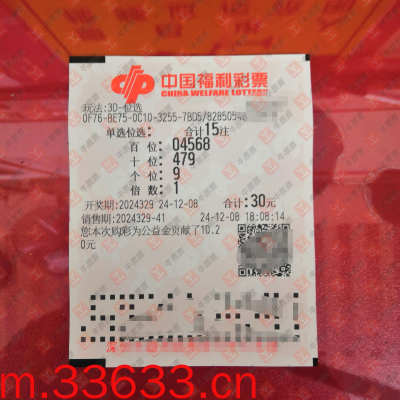 中国福利彩票
CHINA WELFARE LOTTERY
玩法:3D-位选
0F76-BE75-0C10-3255-78D5/82850546
单选位选: 合计15注
百 位: 04568
十 位: 479
个 位: 9
倍 数: 1
开奖期:2024329 24-12-08 合计:30元
销售期:2024329-41 24-12-08 18:08:14
您本次购彩为公益金贡献了10.2
0元
m.33633.cn